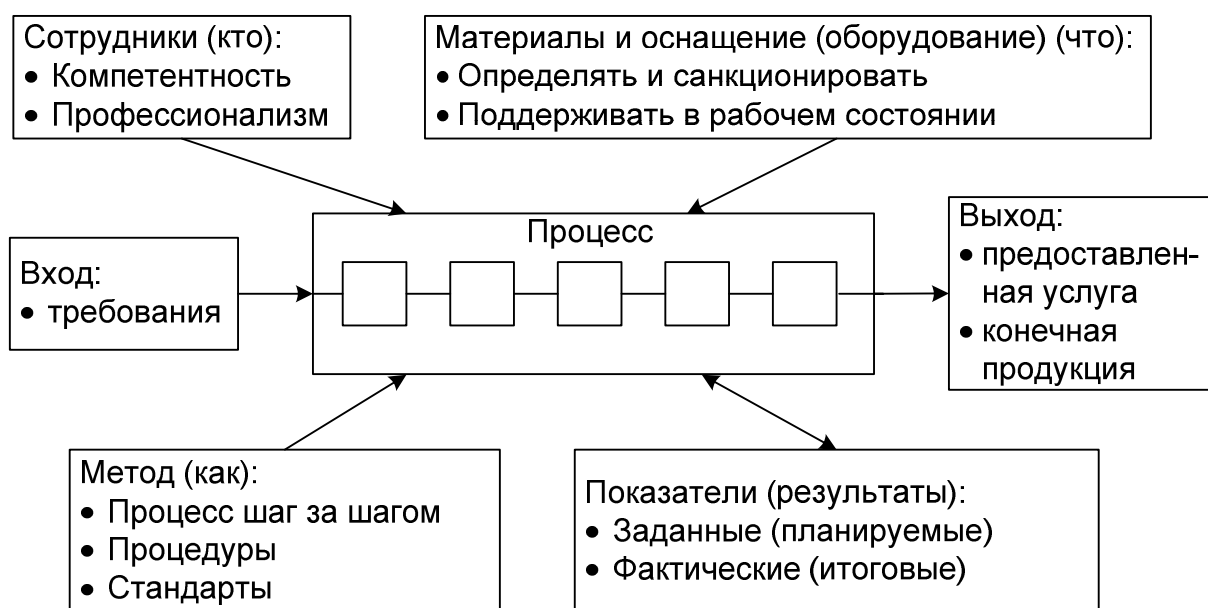 Сотрудники (кто):
• Компетентность
• Профессионализм
Материалы и оснащение (оборудование) (что):
• Определять и санкционировать
• Поддерживать в рабочем состоянии
Вход:
• требования
Процесс
Выход:
• предоставлен-
ная услуга
• конечная
продукция
Метод (как):
• Процесс шаг за шагом
• Процедуры
• Стандарты
Показатели (результаты):
• Заданные (планируемые)
• Фактические (итоговые)